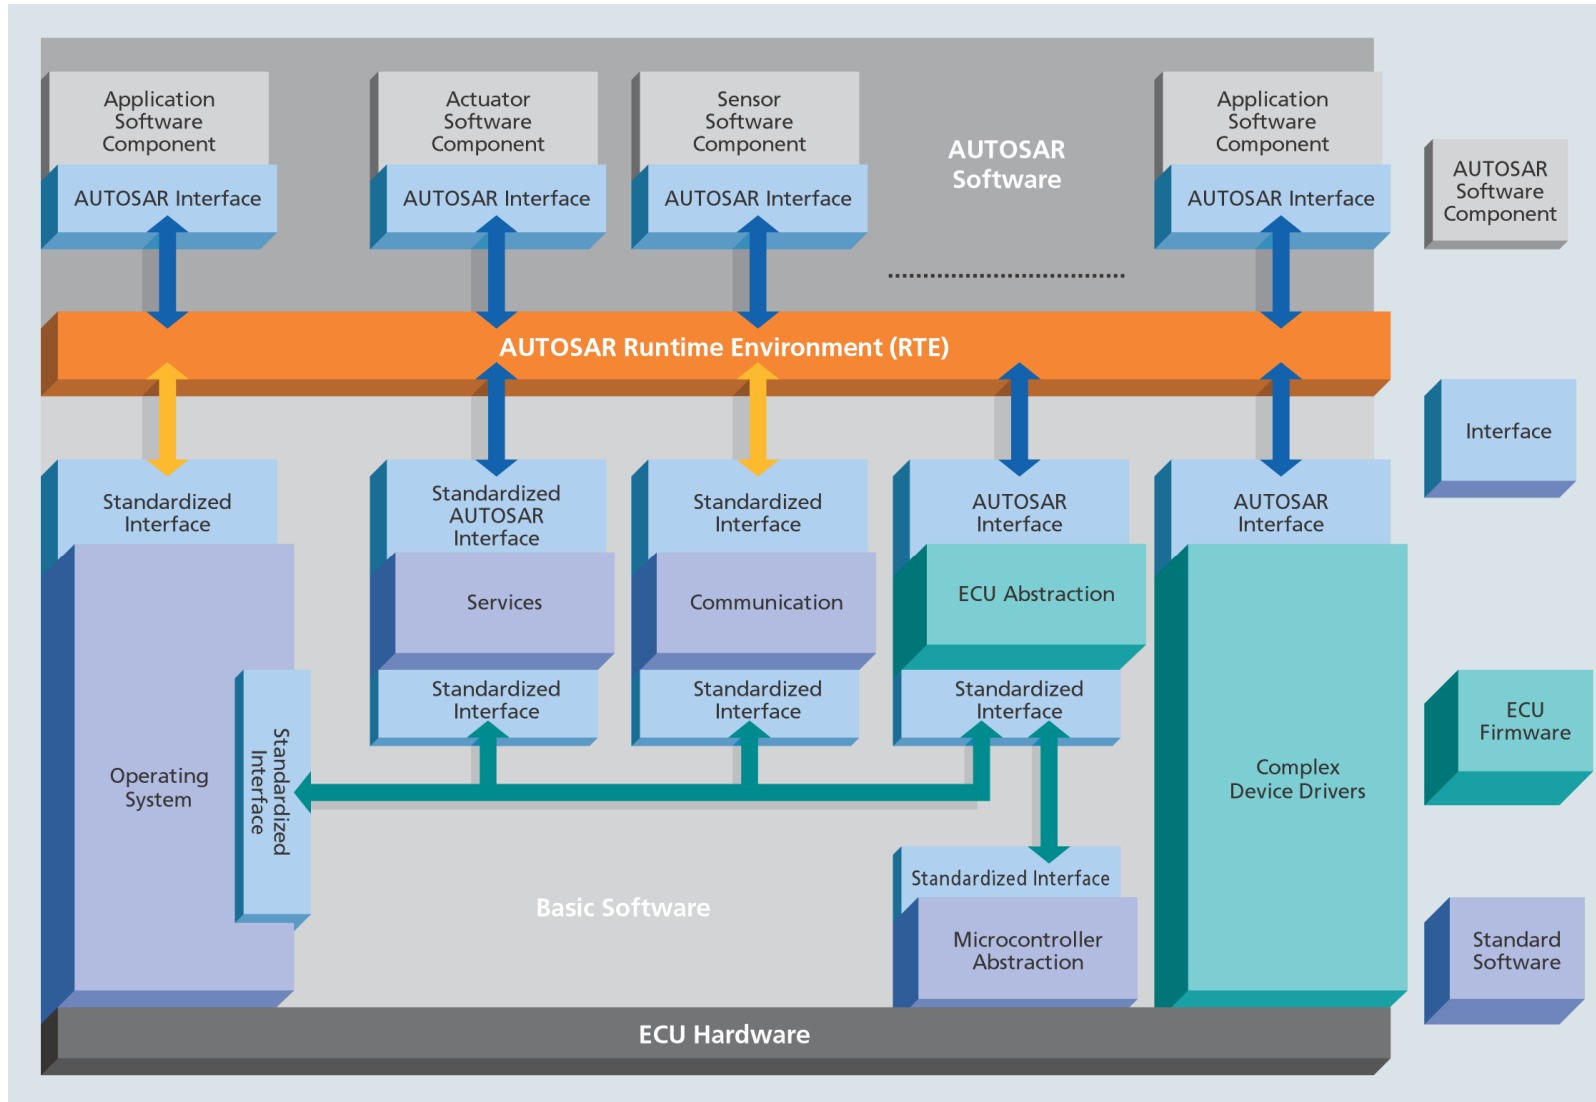 Application
Software
Component
AUTOSAR Interface
Actuator
Software
Component
AUTOSAR Interface
Sensor
Software
Component
AUTOSAR Interface
AUTOSAR
Software
Application
Software
Component
AUTOSAR Interface
AUTOSAR
Software
Component
AUTOSAR Runtime Environment (RTE)
Interface
Standardized
Interface
Standardized
AUTOSAR
Interface
Standardized
Interface
AUTOSAR
Interface
AUTOSAR
Interface
Services
Communication
ECU Abstraction
Standardized
Interface
Standardized
Interface
Standardized
Interface
ECU
Firmware
Operating
System
Standardized
Interface
Complex
Device Drivers
Standardized Interface
Basic Software
Microcontroller
Abstraction
Standard
Software
ECU Hardware